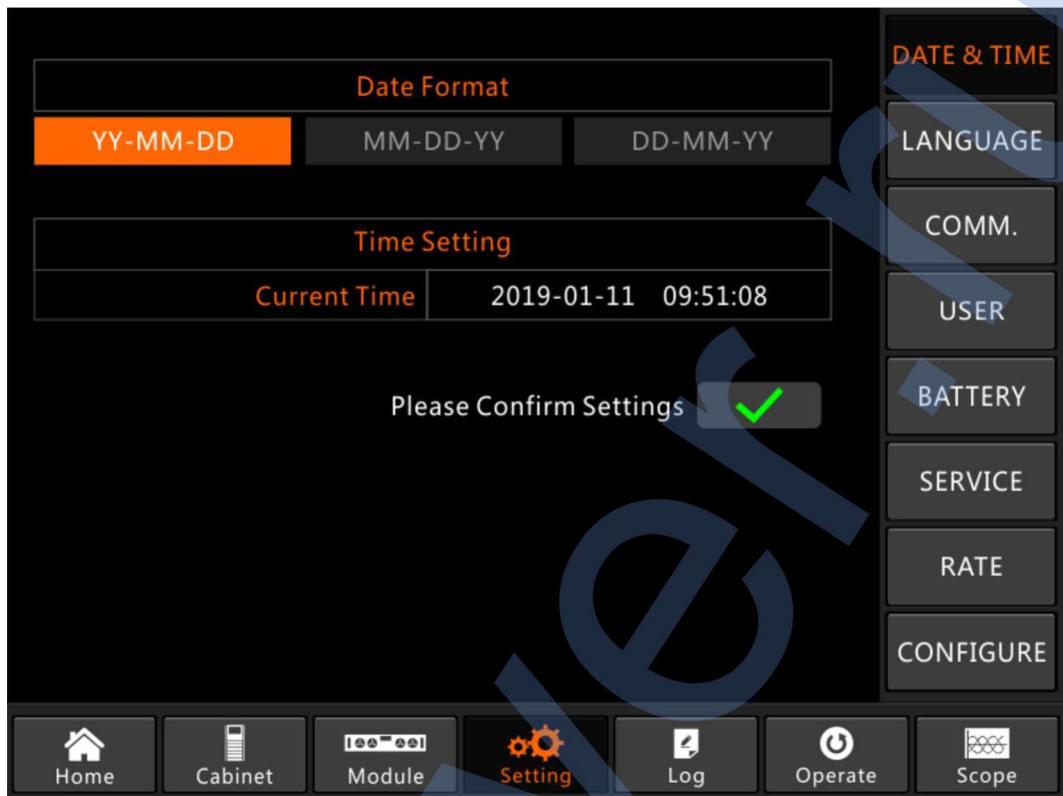 Date Format
YY-MM-DD MM-DD-YY DD-MM-YY
Time Setting
Current Time 2019-01-11 09:51:08
Please Confirm Settings
DATE & TIME
LANGUAGE
COMM.
USER
BATTERY
SERVICE
RATE
CONFIGURE
Home Cabinet Module Setting Log Operate Scope